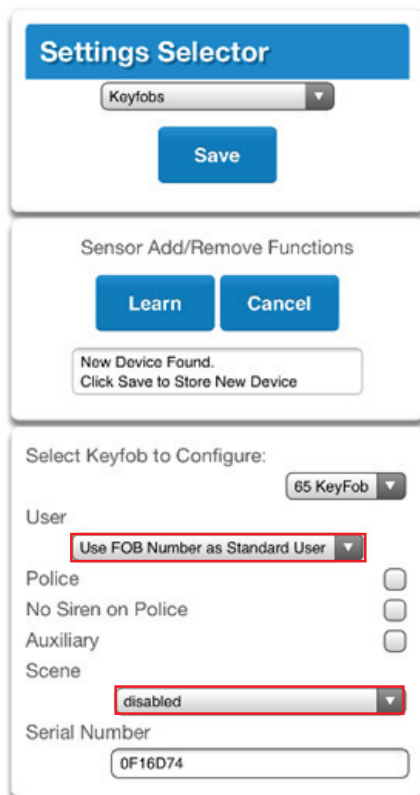 Settings Selector
Keyfobs
Save
Sensor Add/Remove Functions
Learn
Cancel
New Device Found.
Click Save to Store New Device
Select Keyfob to Configure:
65 KeyFob
User
Use FOB Number as Standard User
Police
No Siren on Police
Auxiliary
Scene
disabled
Serial Number
0F16D74